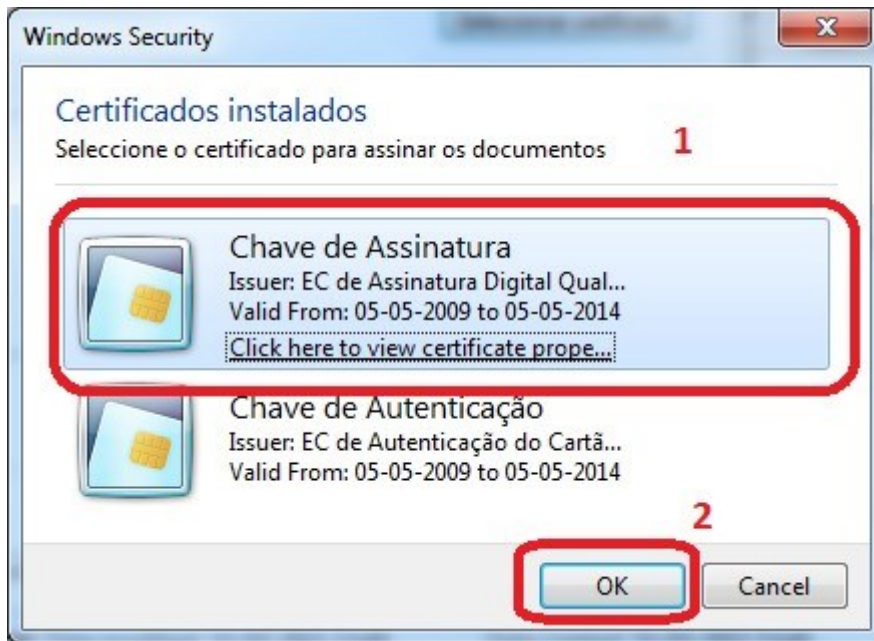 Windows Security
Certificados instalados
Seleccione o certificado para assinar os documentos
1
Chave de Assinatura
Issuer: EC de Assinatura Digital Qual...
Valid From: 05-05-2009 to 05-05-2014
Click here to view certificate prope...
Chave de Autenticação
Issuer: EC de Autenticação do Cartã...
Valid From: 05-05-2009 to 05-05-2014
2
OK
Cancel